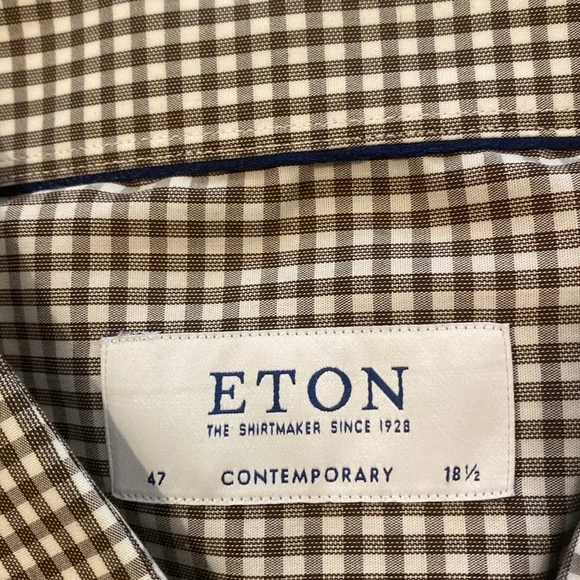 ETON
THE SHIRTMAKER SINCE 1928
47 CONTEMPORARY 18½